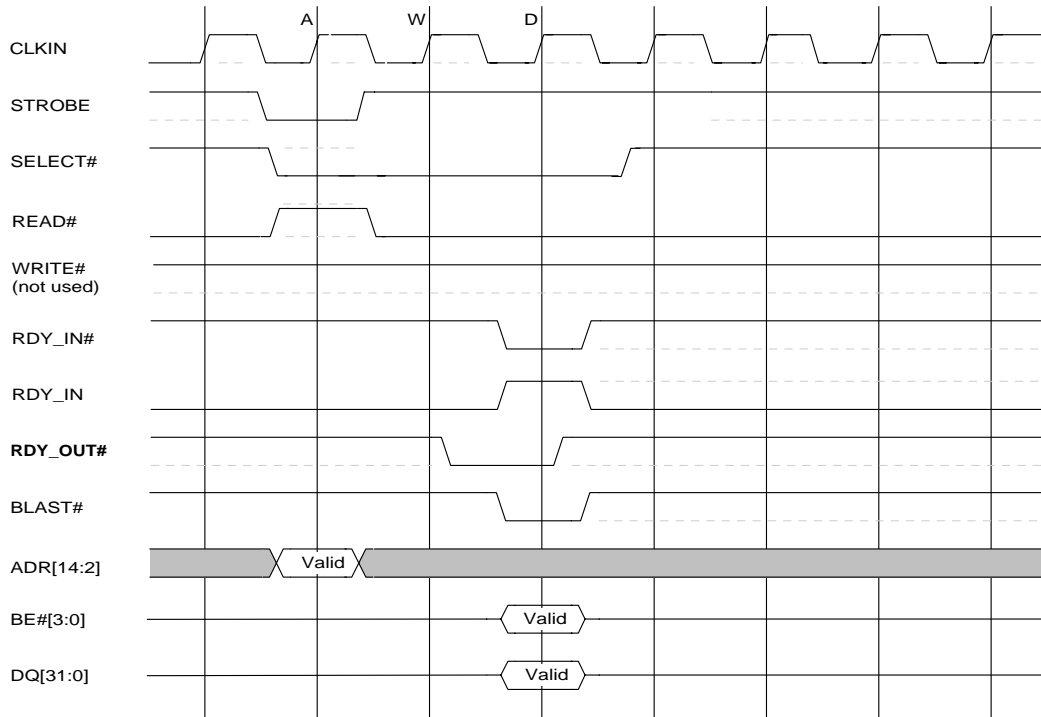 A W D
CLKIN
STROBE
SELECT#
READ#
WRITE#
(not used)
RDY_IN#
RDY_IN
RDY_OUT#
BLAST#
ADR[14:2] Valid
BE#[3:0] Valid
DQ[31:0] Valid